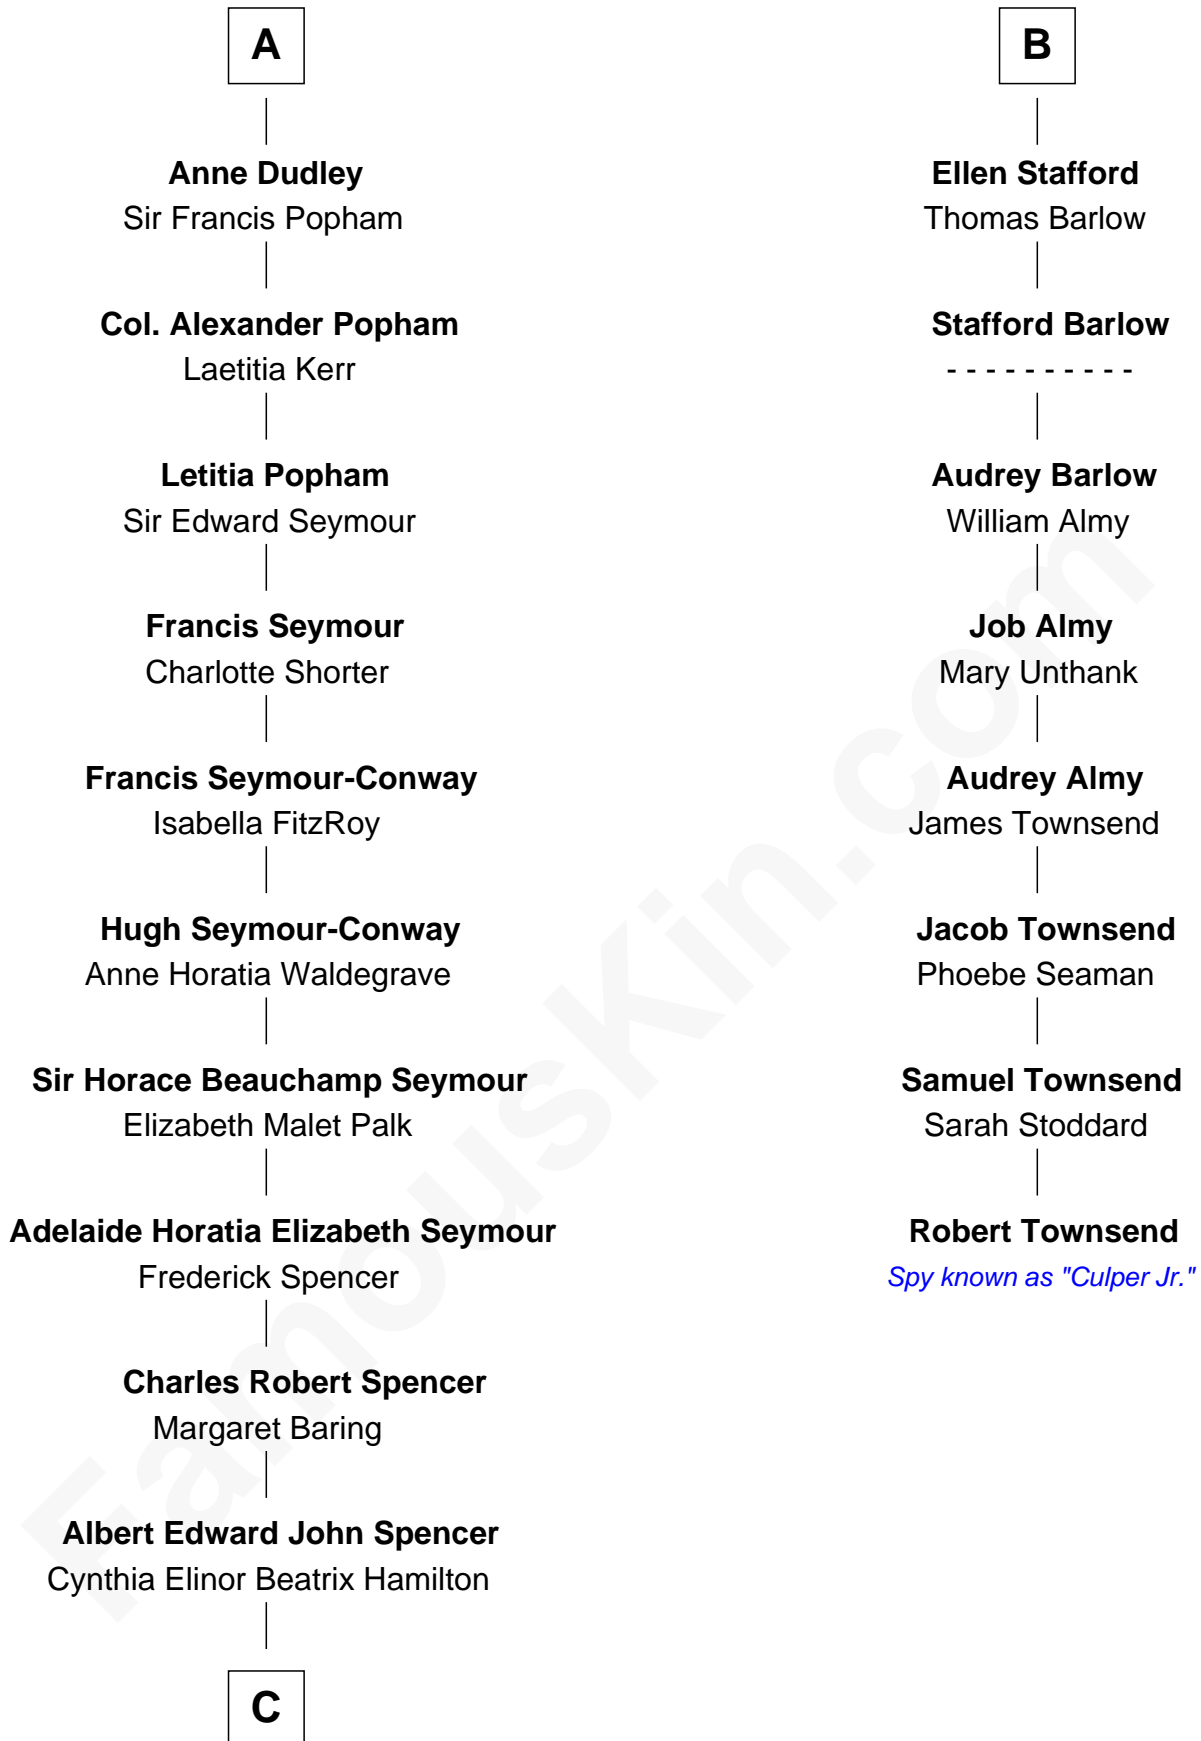 A
Anne Dudley
Sir Francis Popham
Col. Alexander Popham
Laetitia Kerr
Letitia Popham
Sir Edward Seymour
Francis Seymour
Charlotte Shorter
Francis Seymour-Conway
Isabella FitzRoy
Hugh Seymour-Conway
Anne Horatia Waldegrave
Sir Horace Beauchamp Seymour
Elizabeth Malet Palk
Adelaide Horatia Elizabeth Seymour
Frederick Spencer
Charles Robert Spencer
Margaret Baring
Albert Edward John Spencer
Cynthia Elinor Beatrix Hamilton
C
B
Ellen Stafford
Thomas Barlow
Stafford Barlow
- - - - - - - - - -
Audrey Barlow
William Almy
Job Almy
Mary Unthank
Audrey Almy
James Townsend
Jacob Townsend
Phoebe Seaman
Samuel Townsend
Sarah Stoddard
Robert Townsend
Spy known as "Culper Jr."
FamousKin.com